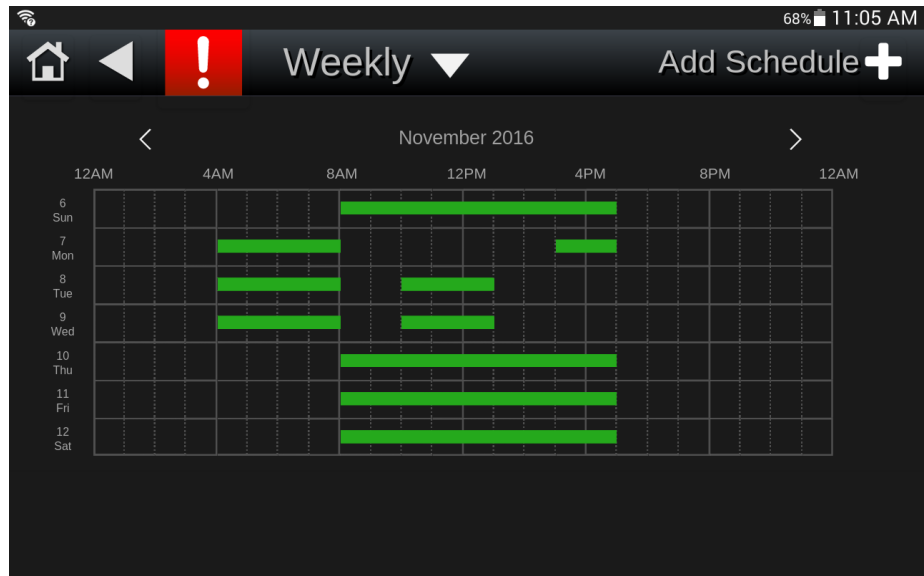 68% 11:05 AM
! Weekly Add Schedule
November 2016
12AM 4AM 8AM 12PM 4PM 8PM 12AM
6
Sun
7
Mon
8
Tue
9
Wed
10
Thu
11
Fri
12
Sat